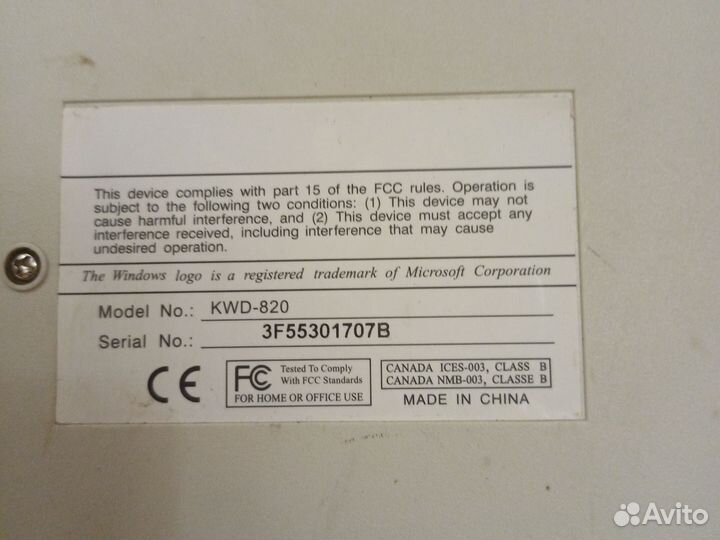 This device complies with part 15 of the FCC rules. Operation is
subject to the following two conditions: (1) This device may not
cause harmful interference, and (2) This device must accept any
interference received, including interference that may cause
undesired operation.
The Windows logo is a registered trademark of Microsoft Corporation
Model No.: KWD-820
Serial No.: 3F55301707B
CE
FC Tested To Comply
With FCC Standards
FOR HOME OR OFFICE USE
CANADA ICES-003, CLASS B
CANADA NMB-003, CLASSE B
MADE IN CHINA
Avito